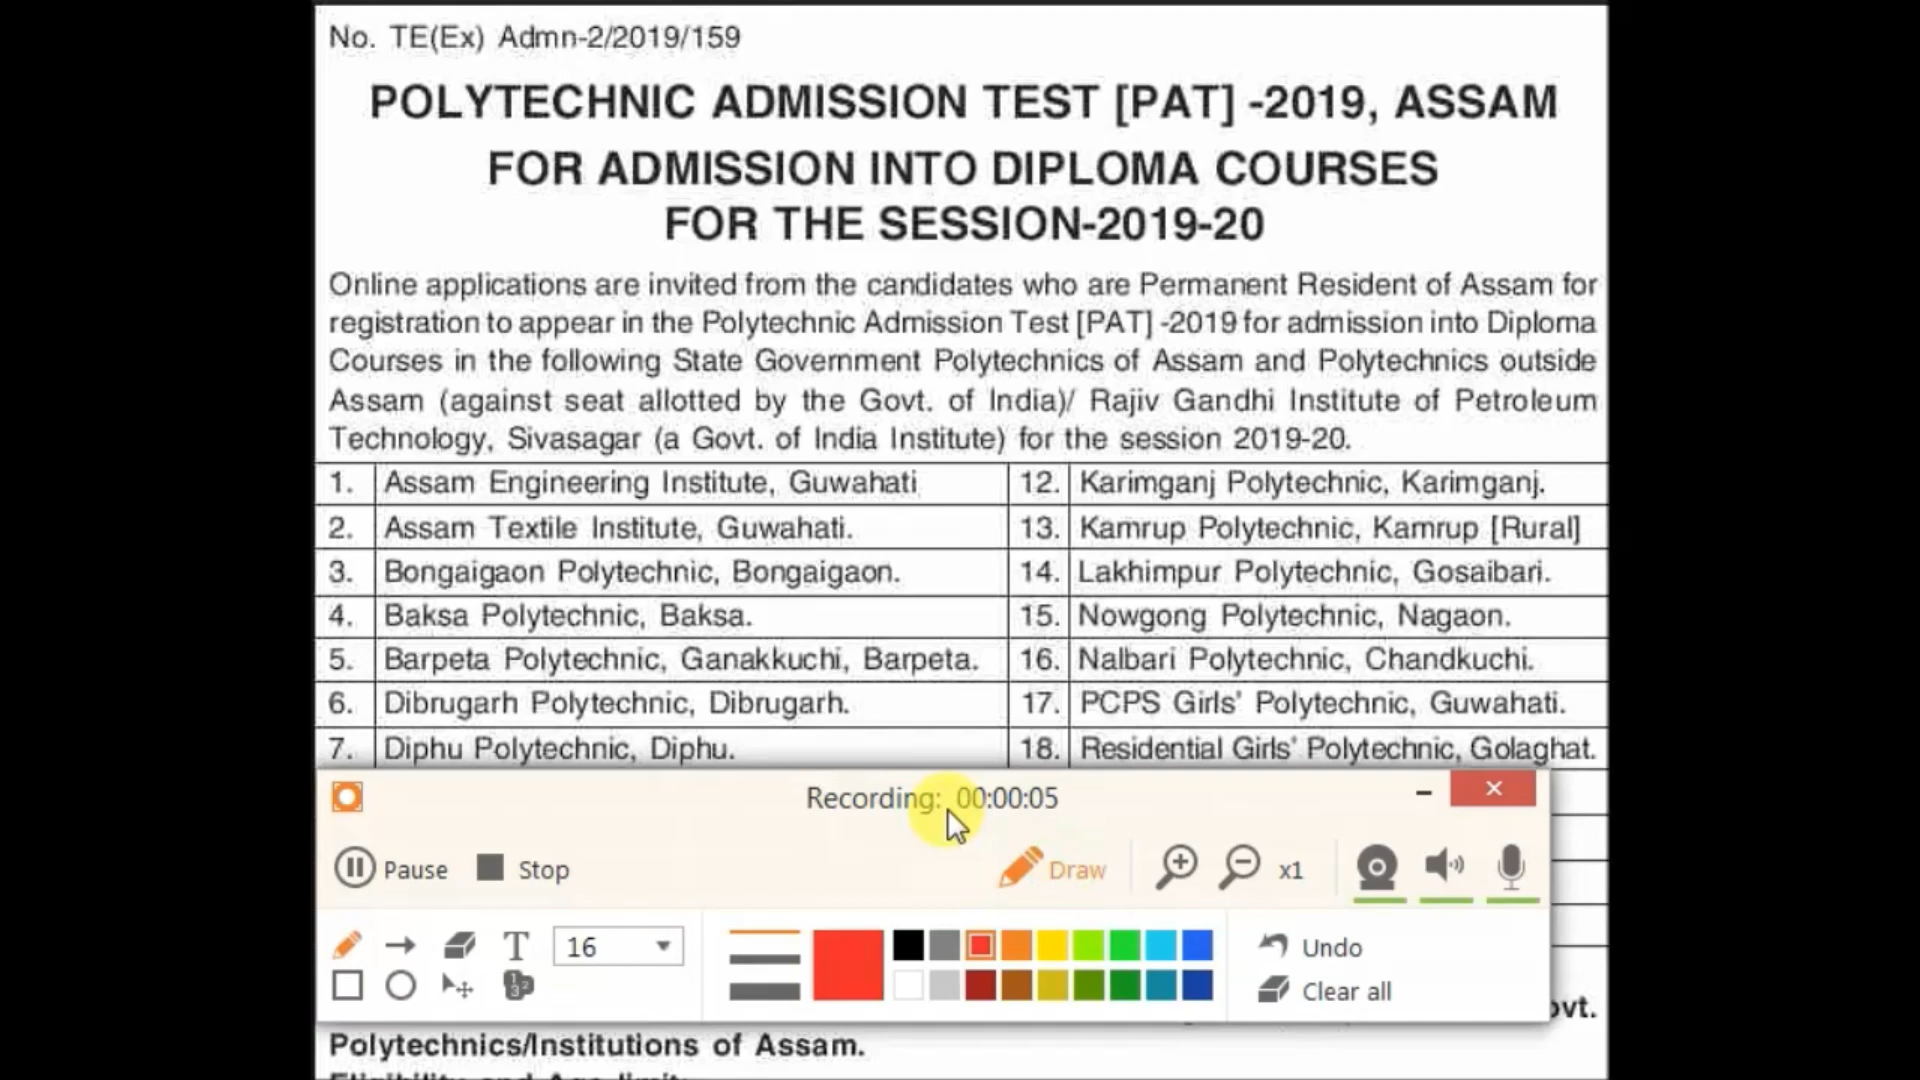 No. TE(Ex) Admn-2/2019/159
POLYTECHNIC ADMISSION TEST [PAT] -2019, ASSAM
FOR ADMISSION INTO DIPLOMA COURSES
FOR THE SESSION-2019-20
Online applications are invited from the candidates who are Permanent Resident of Assam for
registration to appear in the Polytechnic Admission Test [PAT] -2019 for admission into Diploma
Courses in the following State Government Polytechnics of Assam and Polytechnics outside
Assam (against seat allotted by the Govt. of India)/ Rajiv Gandhi Institute of Petroleum
Technology, Sivasagar (a Govt. of India Institute) for the session 2019-20.
1. Assam Engineering Institute, Guwahati 12. Karimganj Polytechnic, Karimganj.
2. Assam Textile Institute, Guwahati. 13. Kamrup Polytechnic, Kamrup [Rural]
3. Bongaigaon Polytechnic, Bongaigaon. 14. Lakhimpur Polytechnic, Gosaibari.
4. Baksa Polytechnic, Baksa. 15. Nowgong Polytechnic, Nagaon.
5. Barpeta Polytechnic, Ganakkuchi, Barpeta. 16. Nalbari Polytechnic, Chandkuchi.
6. Dibrugarh Polytechnic, Dibrugarh. 17. PCPS Girls' Polytechnic, Guwahati.
7. Diphu Polytechnic, Diphu. 18. Residential Girls' Polytechnic, Golaghat.
Recording: 00:00:05
Pause Stop Draw x1
T 16 Undo
Clear all
Polytechnics/Institutions of Assam.